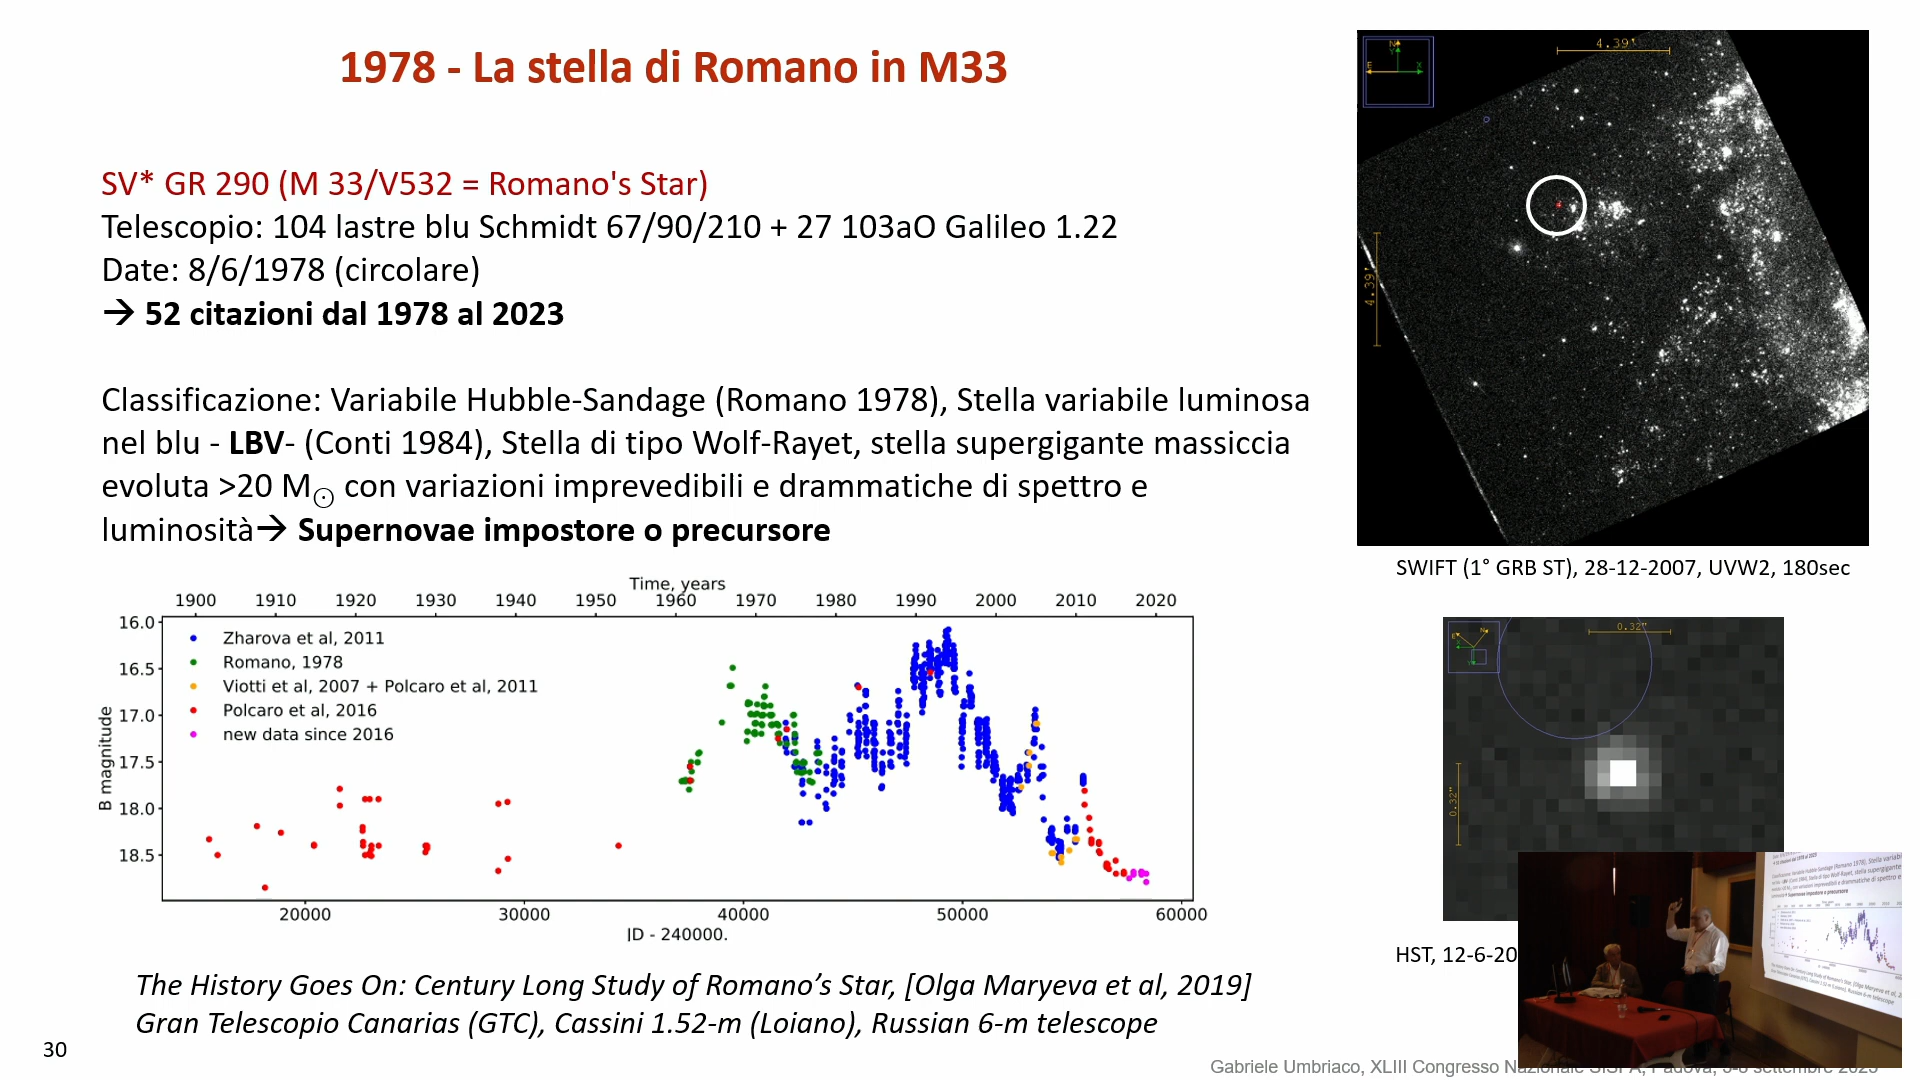 1978 - La stella di Romano in M33
SV* GR 290 (M 33/V532 = Romano's Star)
Telescopio: 104 lastre blu Schmidt 67/90/210 + 27 103aO Galileo 1.22
Date: 8/6/1978 (circolare)
→ 52 citazioni dal 1978 al 2023
Classificazione: Variabile Hubble-Sandage (Romano 1978), Stella variabile luminosa
nel blu - LBV- (Conti 1984), Stella di tipo Wolf-Rayet, stella supergigante massiccia
evoluta >20 M☉ con variazioni imprevedibili e drammatiche di spettro e
luminosità→ Supernovae impostore o precursore
Time, years
1900 1910 1920 1930 1940 1950 1960 1970 1980 1990 2000 2010 2020
B magnitude
16.0
16.5
17.0
17.5
18.0
18.5
Zharova et al, 2011
Romano, 1978
Viotti et al, 2007 + Polcaro et al, 2011
Polcaro et al, 2016
new data since 2016
20000 30000 40000 50000 60000
JD - 240000.
The History Goes On: Century Long Study of Romano’s Star, [Olga Maryeva et al, 2019]
Gran Telescopio Canarias (GTC), Cassini 1.52-m (Loiano), Russian 6-m telescope
30
4.39'
N
E
X
4.39'
SWIFT (1° GRB ST), 28-12-2007, UVW2, 180sec
0.32"
0.32"
HST, 12-6-20
Gabriele Umbriaco, XLIII Congresso Nazionale SISFA, Padova, 5-8 settembre 2023